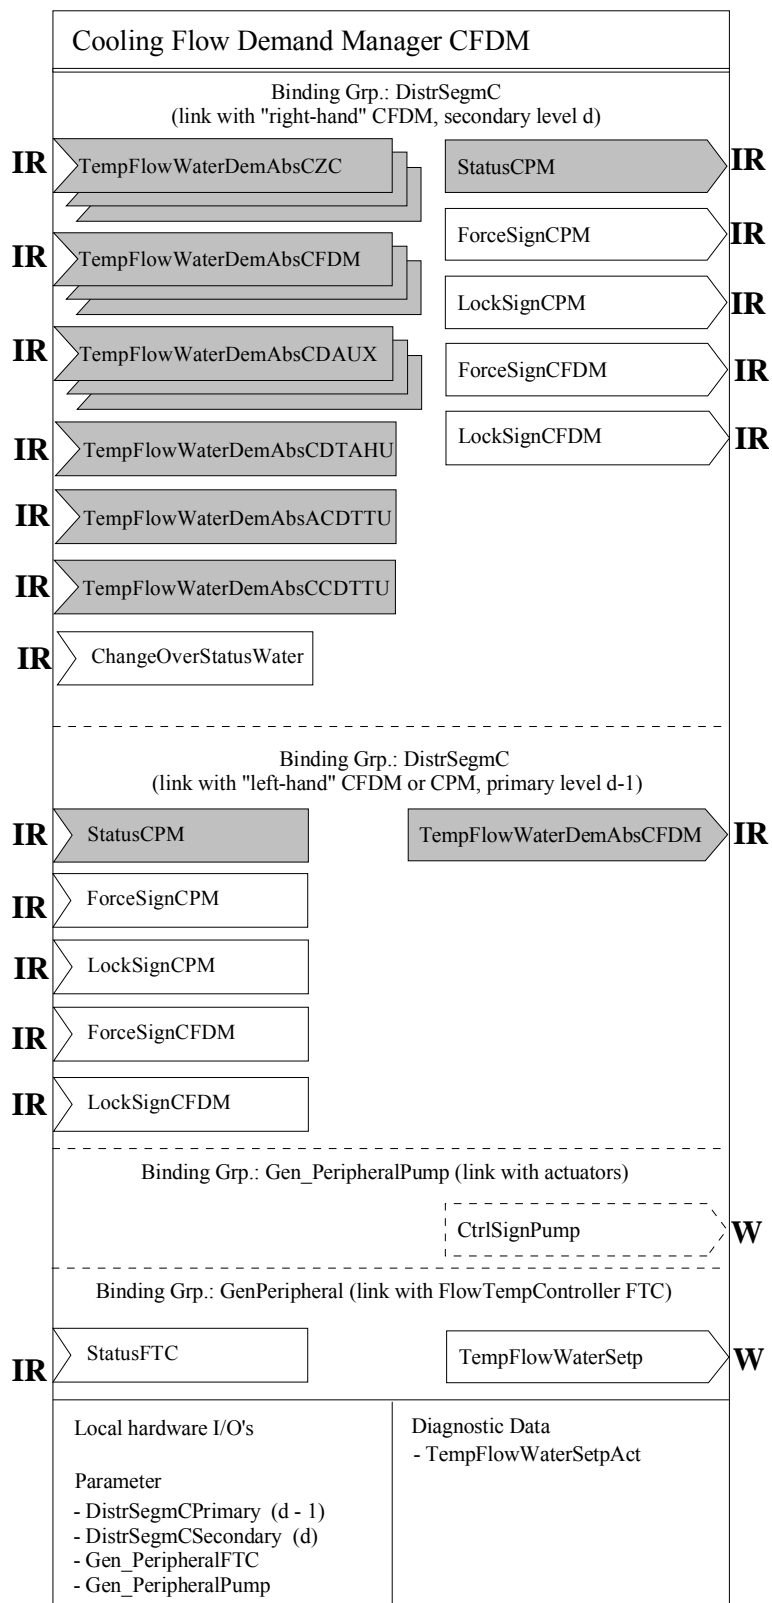 Cooling Flow Demand Manager CFDM
Binding Grp.: DistrSegmC
(link with "right-hand" CFDM, secondary level d)
IR TempFlowWaterDemAbsCZC StatusCPM IR
ForceSignCPM IR
IR TempFlowWaterDemAbsCFDM
LockSignCPM IR
IR TempFlowWaterDemAbsCDAUX ForceSignCFDM IR
IR TempFlowWaterDemAbsCDTAHU LockSignCFDM IR
IR TempFlowWaterDemAbsACDTTU
IR TempFlowWaterDemAbsCCDTTU
IR ChangeOverStatusWater
Binding Grp.: DistrSegmC
(link with "left-hand" CFDM or CPM, primary level d-1)
IR StatusCPM TempFlowWaterDemAbsCFDM IR
IR ForceSignCPM
IR LockSignCPM
IR ForceSignCFDM
IR LockSignCFDM
Binding Grp.: Gen_PeripheralPump (link with actuators)
CtrlSignPump W
Binding Grp.: GenPeripheral (link with FlowTempController FTC)
IR StatusFTC TempFlowWaterSetp W
Local hardware I/O's
Parameter
- DistrSegmCPrimary (d - 1)
- DistrSegmCSecondary (d)
- Gen_PeripheralFTC
- Gen_PeripheralPump
Diagnostic Data
- TempFlowWaterSetpAct